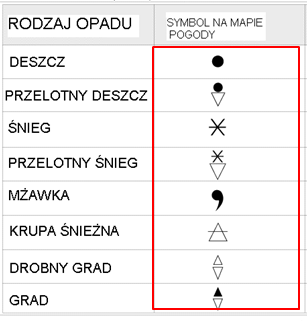 RODZAJ OPADU
SYMBOL NA MAPIE
POGODY
DESZCZ
PRZELOTNY DESZCZ
ŚNIEG
PRZELOTNY ŚNIEG
MŻAWKA
KRUPA ŚNIEŻNA
DROBNY GRAD
GRAD